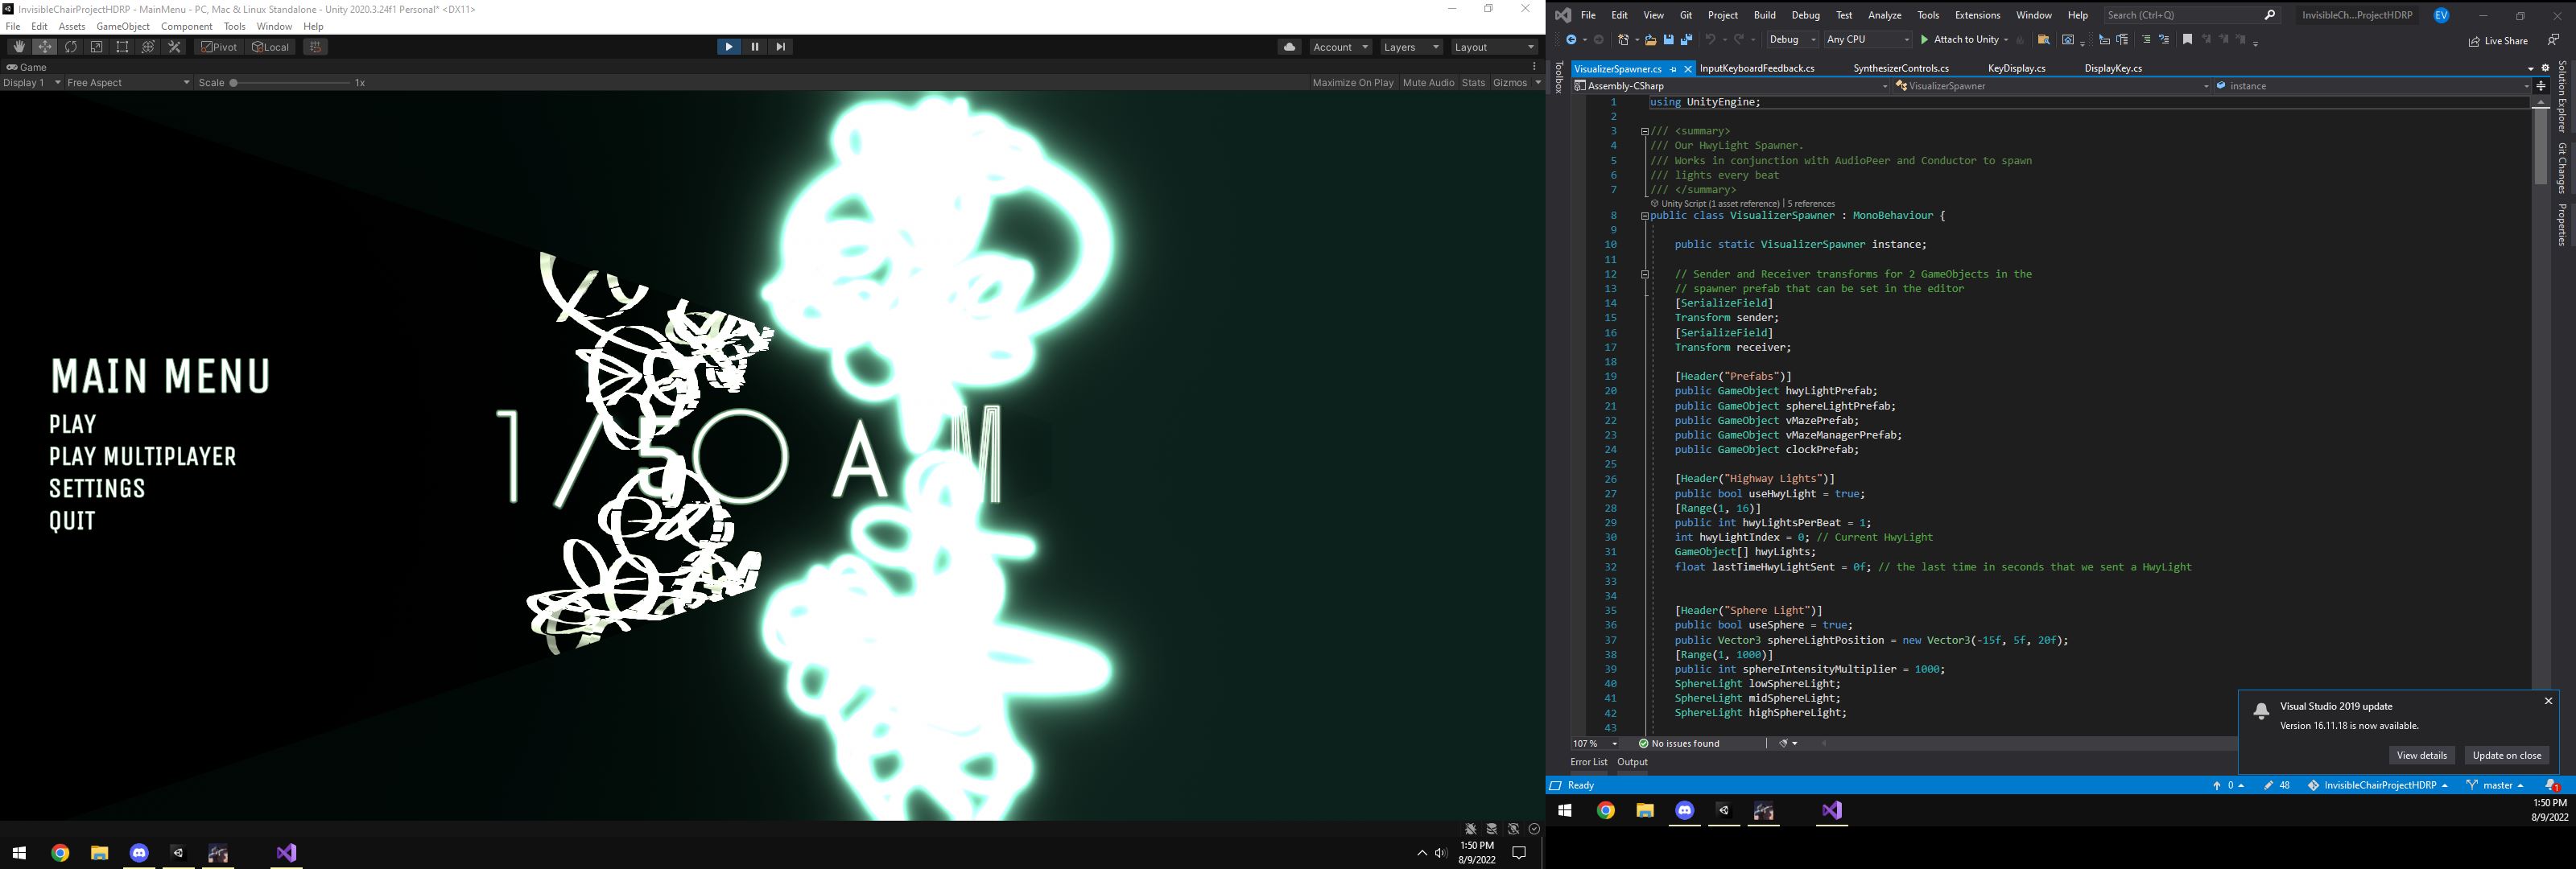 InvisibleChairProjectHDRP - MainMenu - PC, Mac & Linux Standalone - Unity 2020.3.24f1 Personal* <DX11>
File Edit Assets GameObject Component Tools Window Help
Pivot Local Account Layers Layout
Game
Display 1 Free Aspect Scale 1x Maximize On Play Mute Audio Stats Gizmos
MAIN MENU
PLAY
PLAY MULTIPLAYER
SETTINGS
QUIT
1/50 AM
1:50 PM
8/9/2022
File Edit View Git Project Build Debug Test Analyze Tools Extensions Window Help Search (Ctrl+Q) InvisibleCh...ProjectHDRP EV
Debug Any CPU Attach to Unity Live Share
Toolbox
VisualizerSpawner.cs InputKeyboardFeedback.cs SynthesizerControls.cs KeyDisplay.cs DisplayKey.cs
Assembly-CSharp VisualizerSpawner instance
1 using UnityEngine;
2
3 /// <summary>
4 /// Our HwyLight Spawner.
5 /// Works in conjunction with AudioPeer and Conductor to spawn
6 /// lights every beat
7 /// </summary>
Unity Script (1 asset reference) | 5 references
8 public class VisualizerSpawner : MonoBehaviour {
9
10 public static VisualizerSpawner instance;
11
12 // Sender and Receiver transforms for 2 GameObjects in the
13 // spawner prefab that can be set in the editor
14 [SerializeField]
15 Transform sender;
16 [SerializeField]
17 Transform receiver;
18
19 [Header("Prefabs")]
20 public GameObject hwyLightPrefab;
21 public GameObject sphereLightPrefab;
22 public GameObject vMazePrefab;
23 public GameObject vMazeManagerPrefab;
24 public GameObject clockPrefab;
25
26 [Header("Highway Lights")]
27 public bool useHwyLight = true;
28 [Range(1, 16)]
29 public int hwyLightsPerBeat = 1;
30 int hwyLightIndex = 0; // Current HwyLight
31 GameObject[] hwyLights;
32 float lastTimeHwyLightSent = 0f; // the last time in seconds that we sent a HwyLight
33
34
35 [Header("Sphere Light")]
36 public bool useSphere = true;
37 public Vector3 sphereLightPosition = new Vector3(-15f, 5f, 20f);
38 [Range(1, 1000)]
39 public int sphereIntensityMultiplier = 1000;
40 SphereLight lowSphereLight;
41 SphereLight midSphereLight;
42 SphereLight highSphereLight;
43
Solution Explorer
Git Changes
Properties
Visual Studio 2019 update
Version 16.11.18 is now available.
View details Update on close
107 % No issues found
Error List Output
Ready 0 48 InvisibleChairProjectHDRP master 1
1:50 PM
8/9/2022